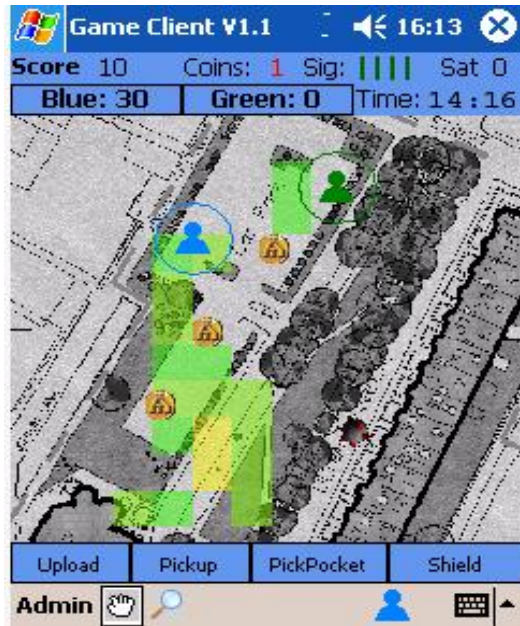 Game Client V1.1 16:13
Score 10 Coins: 1 Sig: Sat 0
Blue: 30 Green: 0 Time: 14:16
Upload Pickup PickPocket Shield
Admin